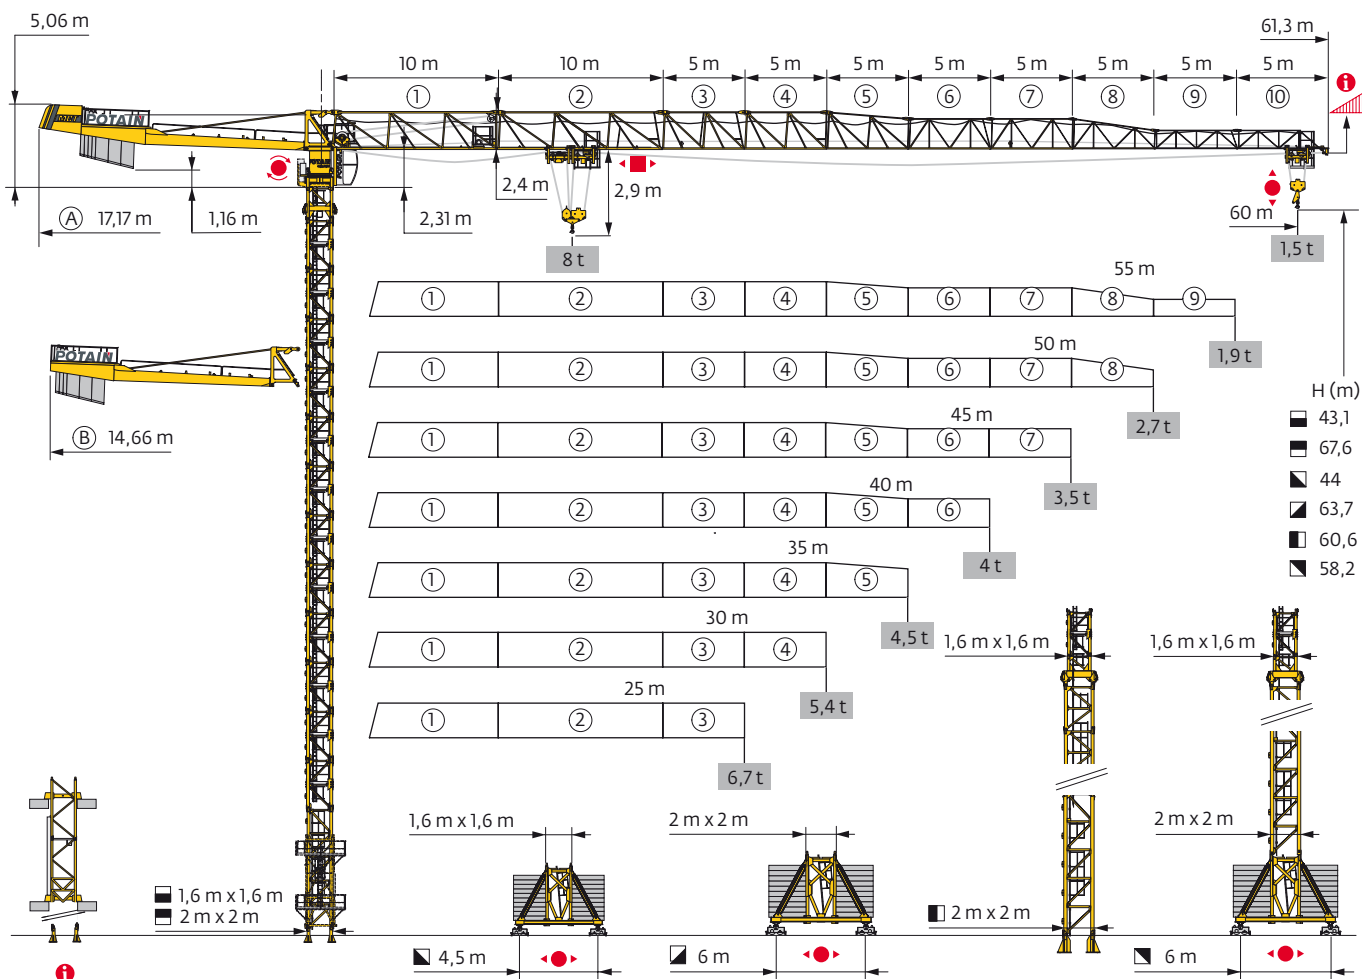 5,06 m
61,3 m
10 m
10 m
5 m
5 m
5 m
5 m
5 m
5 m
5 m
5 m
1
2
3
4
5
6
7
8
9
10
i
POTAIN
2,4 m
2,9 m
A 17,17 m
1,16 m
2,31 m
60 m
8 t
1,5 t
55 m
1 2 3 4 5 6 7 8 9
1,9 t
50 m
1 2 3 4 5 6 7 8
2,7 t
POTAIN
B 14,66 m
45 m
1 2 3 4 5 6 7
3,5 t
40 m
1 2 3 4 5 6
4 t
35 m
1 2 3 4 5
4,5 t
30 m
1 2 3 4
5,4 t
25 m
1 2 3
6,7 t
H (m)
43,1
67,6
44
63,7
60,6
58,2
1,6 m x 1,6 m
1,6 m x 1,6 m
1,6 m x 1,6 m
2 m x 2 m
2 m x 2 m
1,6 m x 1,6 m
2 m x 2 m
2 m x 2 m
4,5 m
6 m
6 m
i